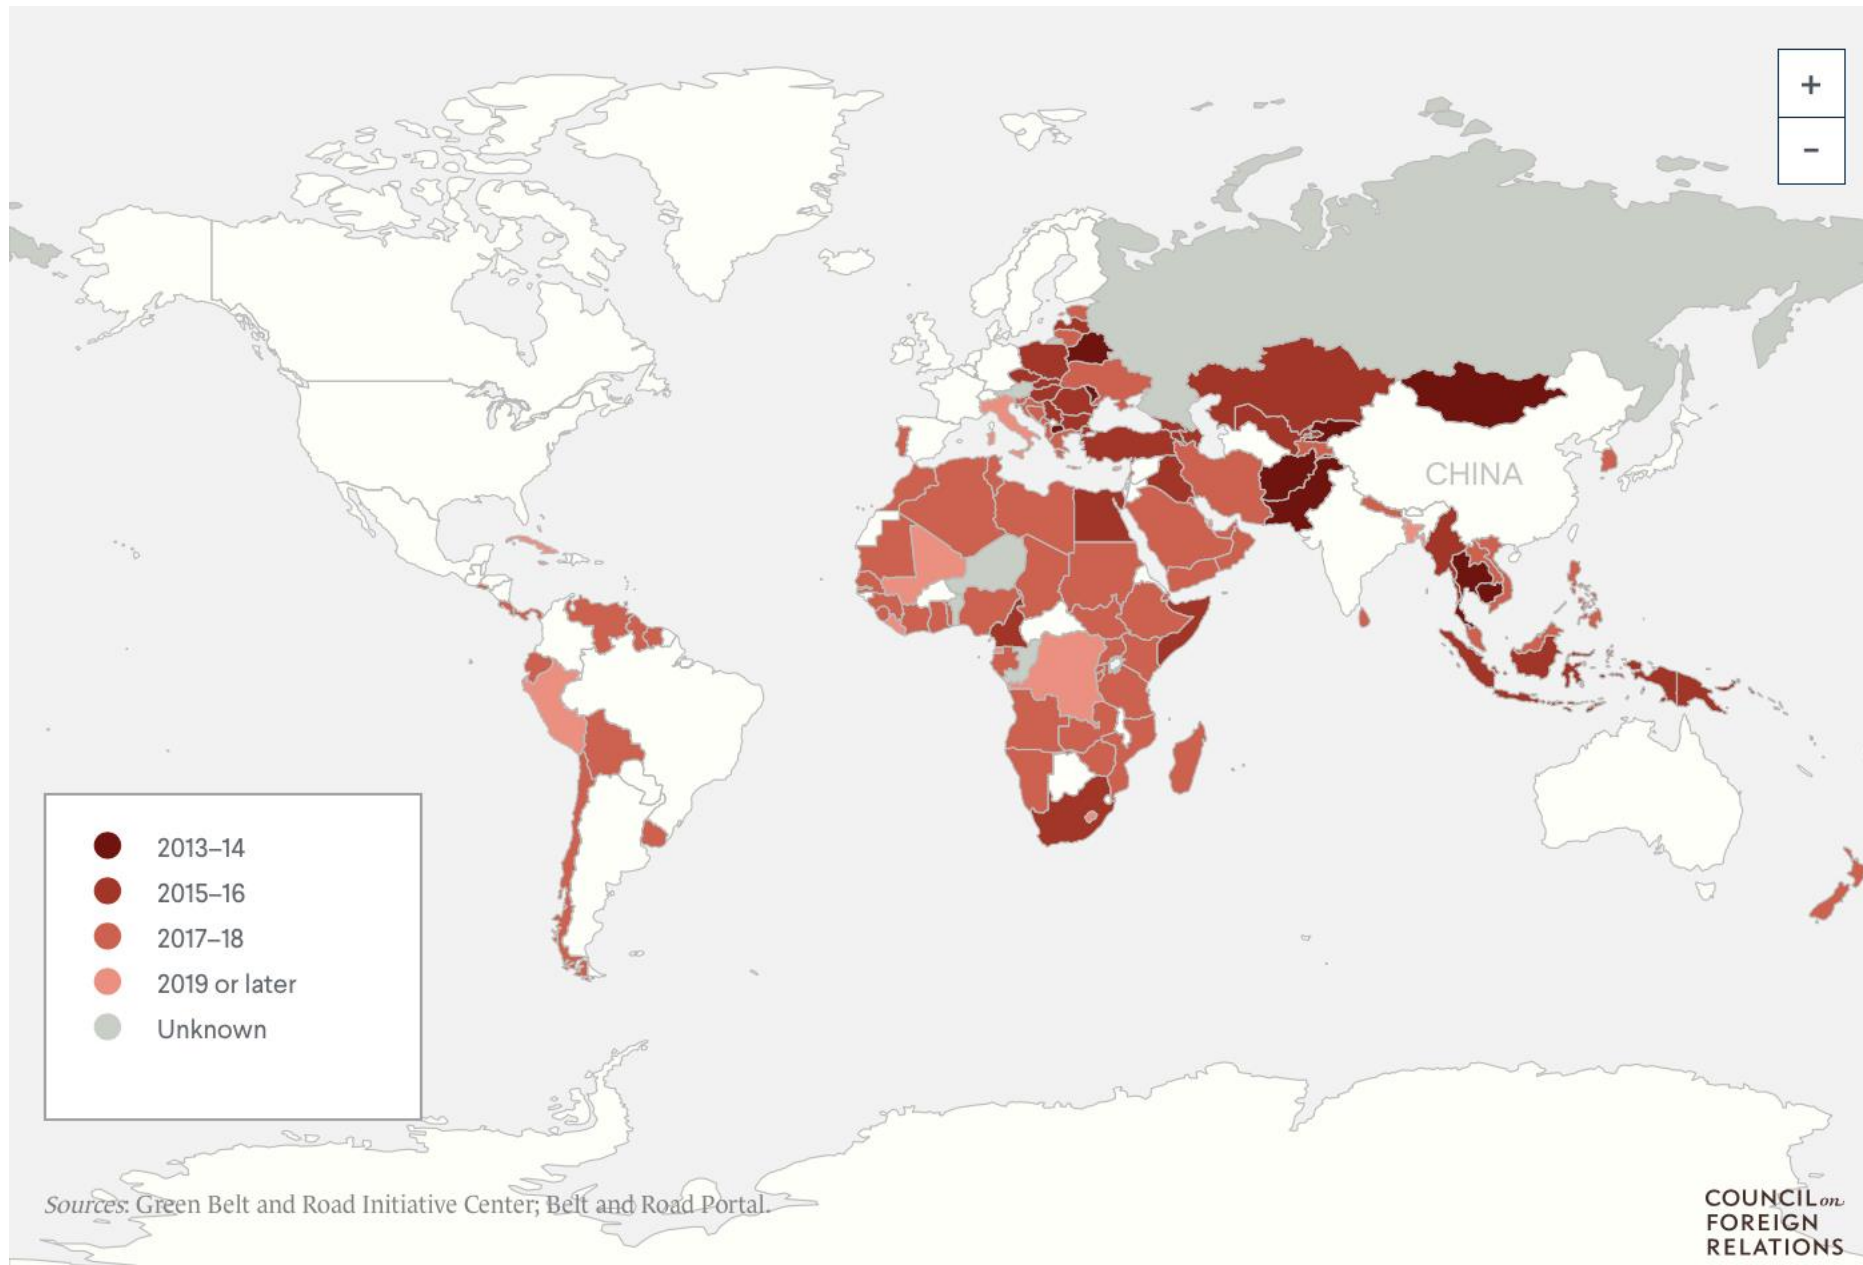 +
−
CHINA
2013–14
2015–16
2017–18
2019 or later
Unknown
Sources: Green Belt and Road Initiative Center; Belt and Road Portal.
COUNCIL on
FOREIGN
RELATIONS